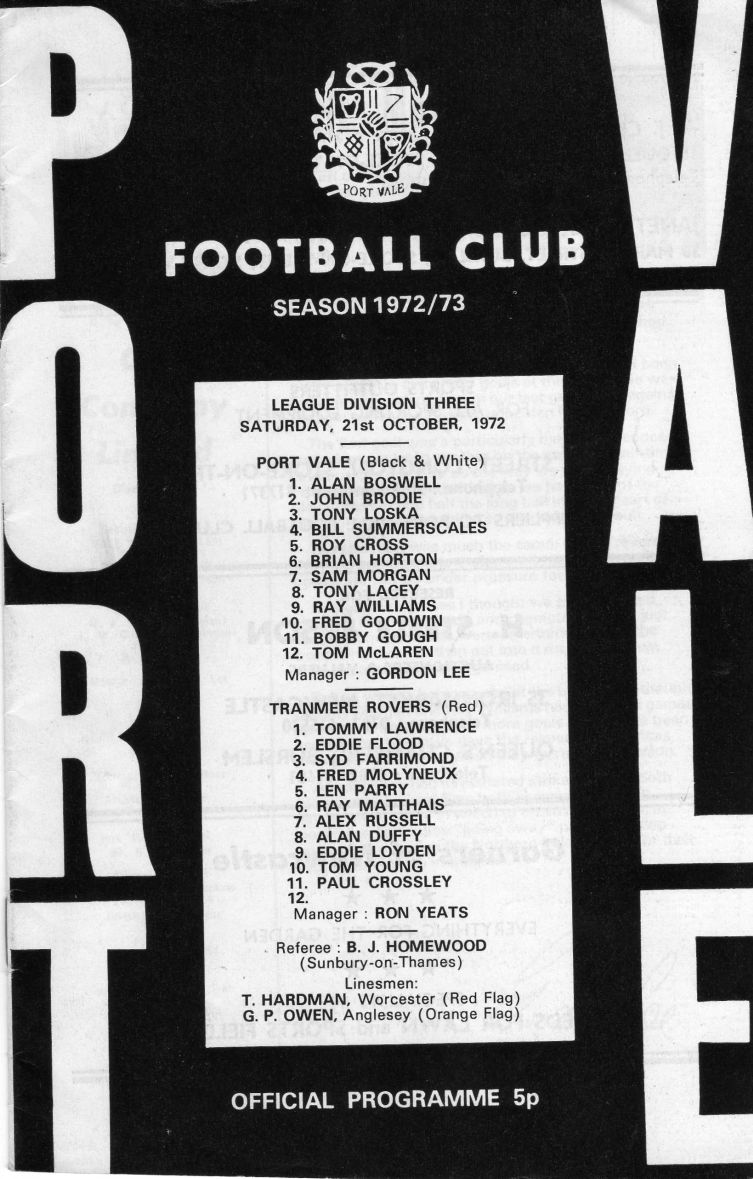 PORT VALE
PORT VALE
FOOTBALL CLUB
SEASON 1972/73
LEAGUE DIVISION THREE
SATURDAY, 21st OCTOBER, 1972
PORT VALE (Black & White)
1. ALAN BOSWELL
2. JOHN BRODIE
3. TONY LOSKA
4. BILL SUMMERSCALES
5. ROY CROSS
6. BRIAN HORTON
7. SAM MORGAN
8. TONY LACEY
9. RAY WILLIAMS
10. FRED GOODWIN
11. BOBBY GOUGH
12. TOM McLAREN
Manager : GORDON LEE
TRANMERE ROVERS (Red)
1. TOMMY LAWRENCE
2. EDDIE FLOOD
3. SYD FARRIMOND
4. FRED MOLYNEUX
5. LEN PARRY
6. RAY MATTHAIS
7. ALEX RUSSELL
8. ALAN DUFFY
9. EDDIE LOYDEN
10. TOM YOUNG
11. PAUL CROSSLEY
12.
Manager : RON YEATS
Referee : B. J. HOMEWOOD
(Sunbury-on-Thames)
Linesmen:
T. HARDMAN, Worcester (Red Flag)
G. P. OWEN, Anglesey (Orange Flag)
OFFICIAL PROGRAMME 5p